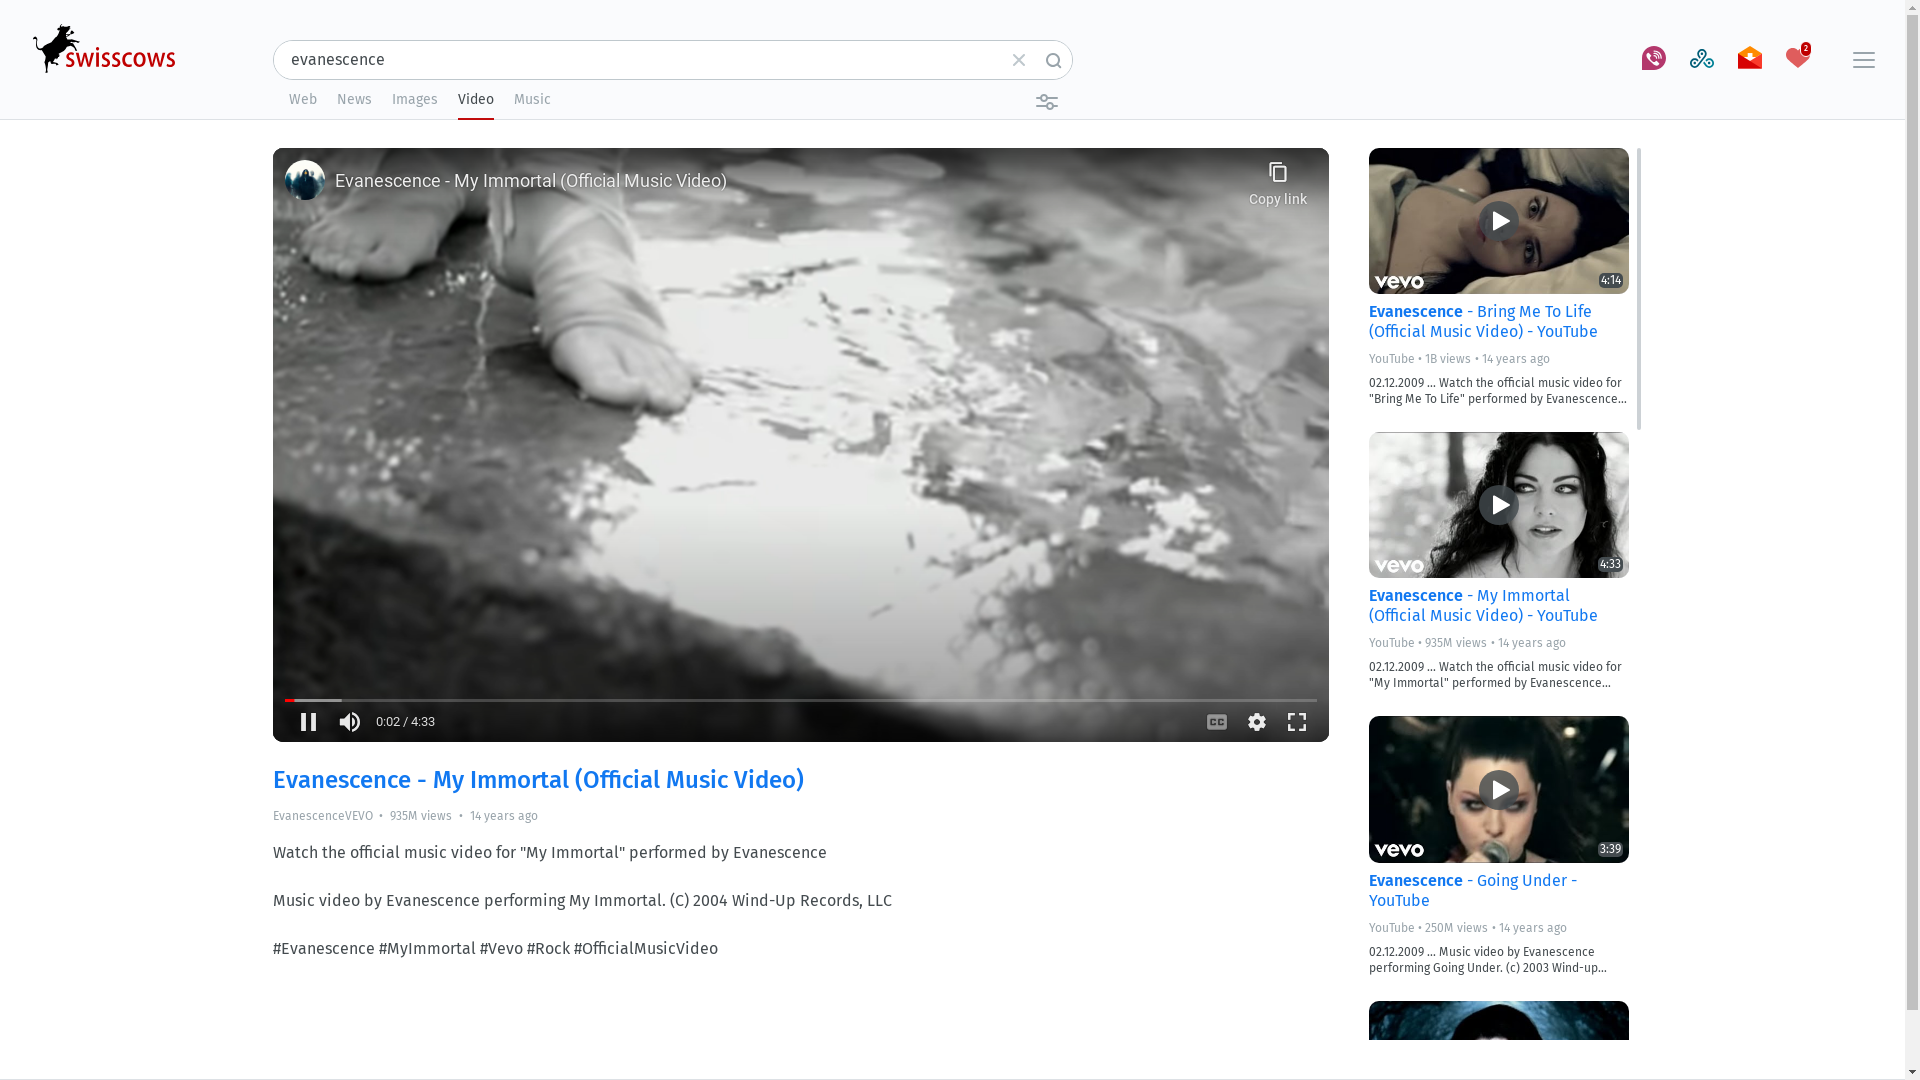 swisscows
evanescence
2
Web News Images Video Music
Evanescence - My Immortal (Official Music Video)
Copy link
0:02 / 4:33
CC
Evanescence - My Immortal (Official Music Video)
EvanescenceVEVO • 935M views • 14 years ago
Watch the official music video for "My Immortal" performed by Evanescence
Music video by Evanescence performing My Immortal. (C) 2004 Wind-Up Records, LLC
#Evanescence #MyImmortal #Vevo #Rock #OfficialMusicVideo
vevo
4:14
Evanescence - Bring Me To Life
(Official Music Video) - YouTube
YouTube • 1B views • 14 years ago
02.12.2009 ... Watch the official music video for
"Bring Me To Life" performed by Evanescence...
vevo
4:33
Evanescence - My Immortal
(Official Music Video) - YouTube
YouTube • 935M views • 14 years ago
02.12.2009 ... Watch the official music video for
"My Immortal" performed by Evanescence...
vevo
3:39
Evanescence - Going Under -
YouTube
YouTube • 250M views • 14 years ago
02.12.2009 ... Music video by Evanescence
performing Going Under. (c) 2003 Wind-up...